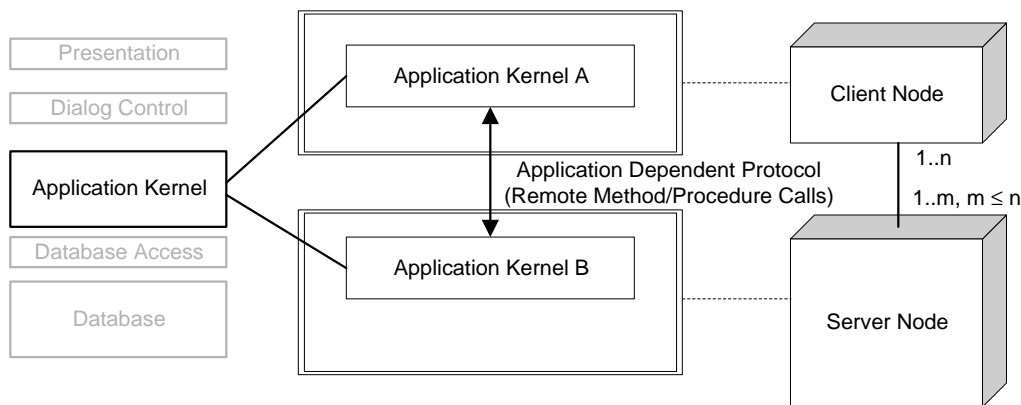 Presentation
Dialog Control
Application Kernel
Database Access
Database
Application Kernel A
Application Dependent Protocol
(Remote Method/Procedure Calls)
Application Kernel B
Client Node
1..n
1..m, m ≤ n
Server Node